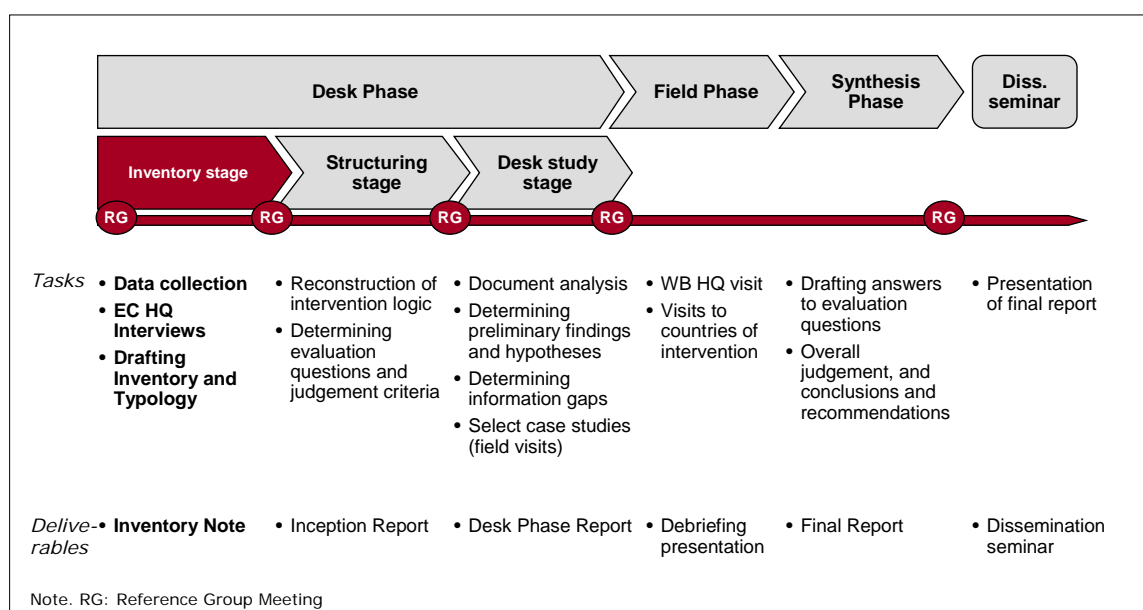 Desk Phase
Field Phase
Synthesis
Phase
Diss.
seminar
Inventory stage
Structuring
stage
Desk study
stage
RG
RG
RG
RG
RG
Tasks
• Data collection
• EC HQ
Interviews
• Drafting
Inventory and
Typology
• Reconstruction of
intervention logic
• Determining
evaluation
questions and
judgement criteria
• Document analysis
• Determining
preliminary findings
and hypotheses
• Determining
information gaps
• Select case studies
(field visits)
• WB HQ visit
• Visits to
countries of
intervention
• Drafting answers
to evaluation
questions
• Overall
judgement, and
conclusions and
recommendations
• Presentation
of final report
Delive-
rables
• Inventory Note
• Inception Report
• Desk Phase Report
• Debriefing
presentation
• Final Report
• Dissemination
seminar
Note. RG: Reference Group Meeting